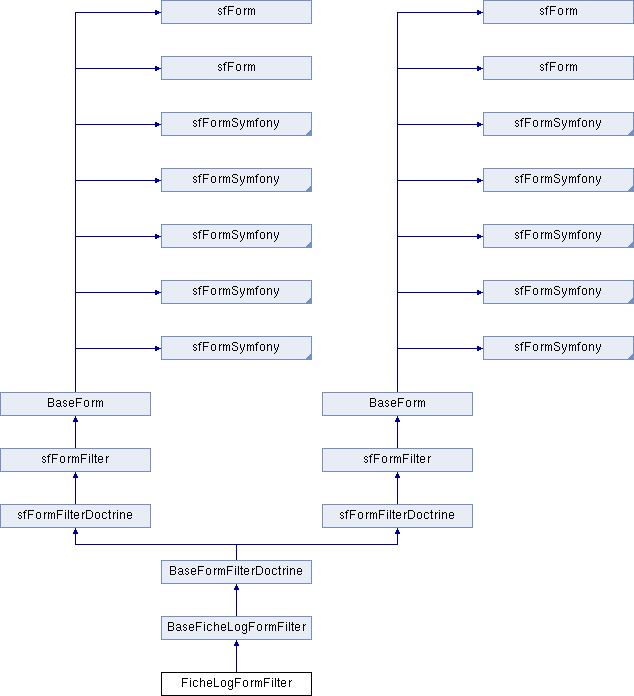 sfForm
sfForm
sfForm
sfForm
sfFormSymfony
sfFormSymfony
sfFormSymfony
sfFormSymfony
sfFormSymfony
sfFormSymfony
sfFormSymfony
sfFormSymfony
sfFormSymfony
sfFormSymfony
BaseForm
BaseForm
sfFormFilter
sfFormFilter
sfFormFilterDoctrine
sfFormFilterDoctrine
BaseFormFilterDoctrine
BaseFicheLogFormFilter
FicheLogFormFilter